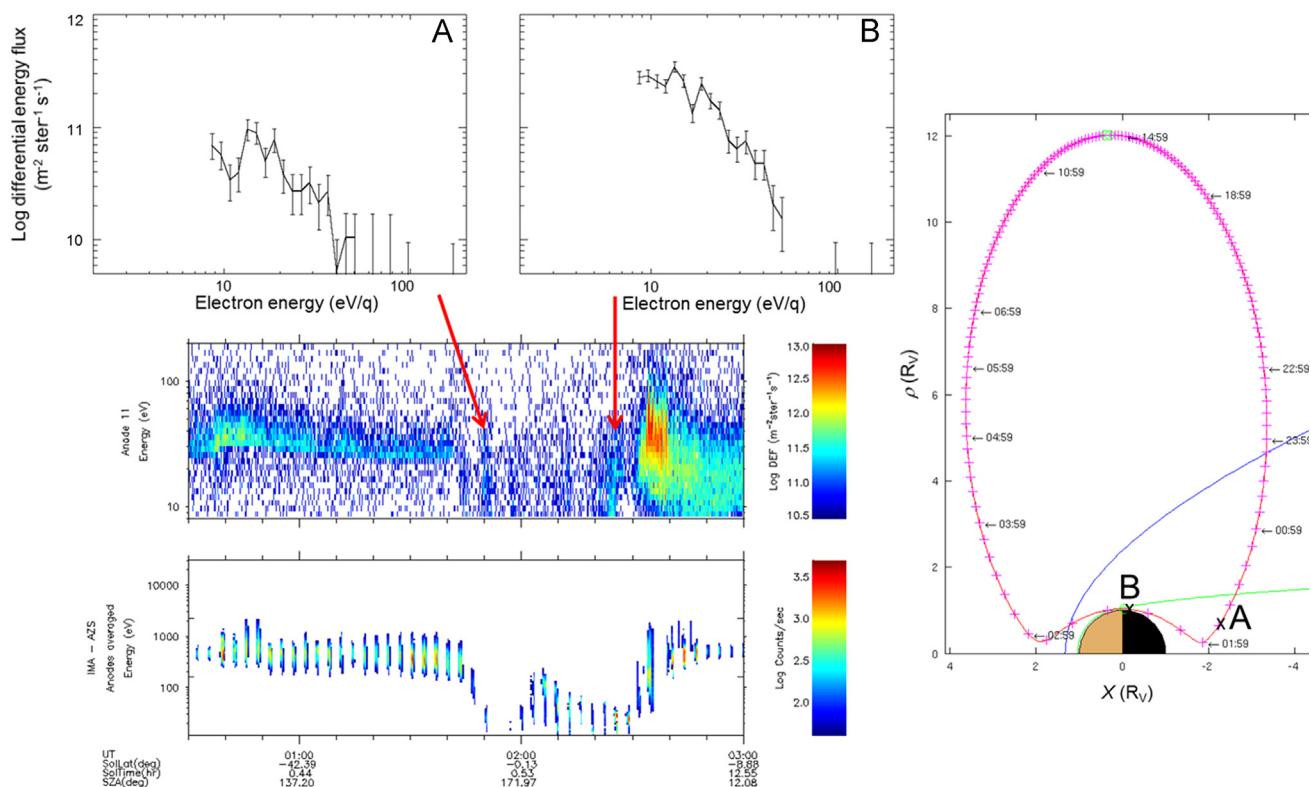 A
B
12
11
10
Log differential energy flux
(m⁻² ster⁻¹ s⁻¹)
10
100
Electron energy (eV/q)
10
100
Electron energy (eV/q)
Anode 11
Energy (eV)
100
10
13.0
12.5
12.0
11.5
11.0
10.5
Log DEF (m⁻²ster⁻¹s⁻¹)
IMA – AZS
Anodes averaged
Energy (eV)
10000
1000
100
3.5
3.0
2.5
2.0
Log Counts/sec
UT 01:00 02:00 03:00
SolLat(deg) −42.39 −0.13 −8.88
SolTime(hr) 0.44 0.53 12.55
SZA(deg) 137.20 171.97 12.08
12
10
8
6
4
2
0
ρ (Rᵥ)
←14:59
←10:59
←18:59
←06:59
←05:59
←22:59
←04:59
←23:59
←03:59
←00:59
B
A
←02:59
←01:59
4 2 0 -2 -4
X (Rᵥ)